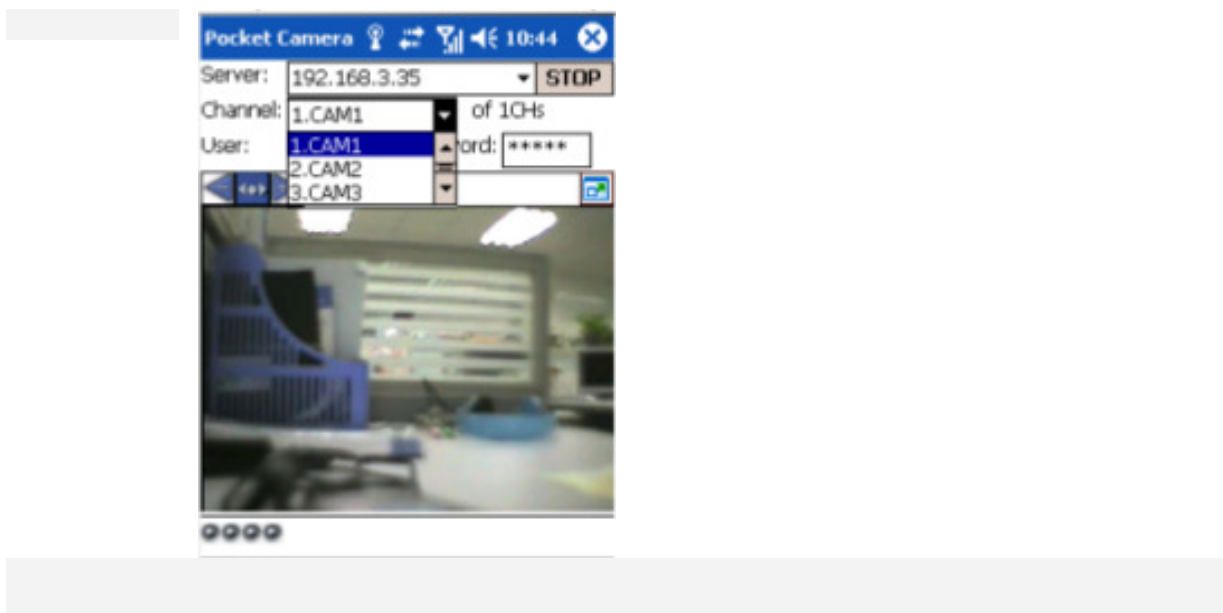 Pocket Camera 10:44
Server: 192.168.3.35 STOP
Channel: 1.CAM1 of 1CHs
User: 1.CAM1 ord: *****
2.CAM2
3.CAM3